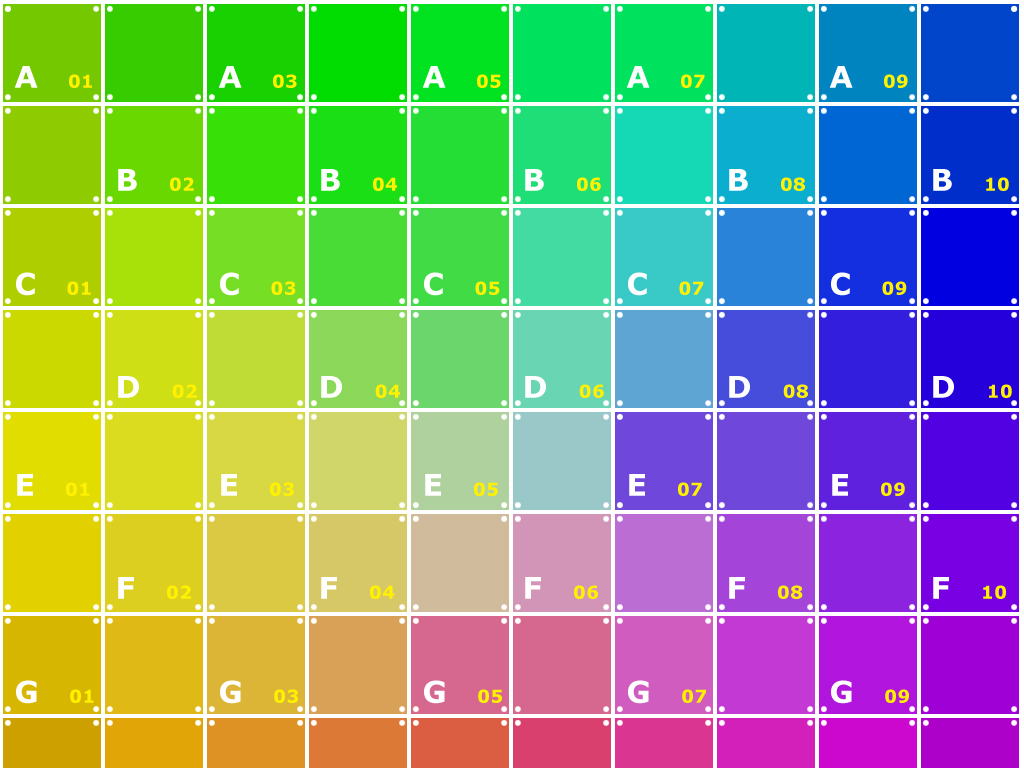 A 01 A 03 A 05 A 07 A 09
B 02 B 04 B 06 B 08 B 10
C 01 C 03 C 05 C 07 C 09
D 02 D 04 D 06 D 08 D 10
E 01 E 03 E 05 E 07 E 09
F 02 F 04 F 06 F 08 F 10
G 01 G 03 G 05 G 07 G 09